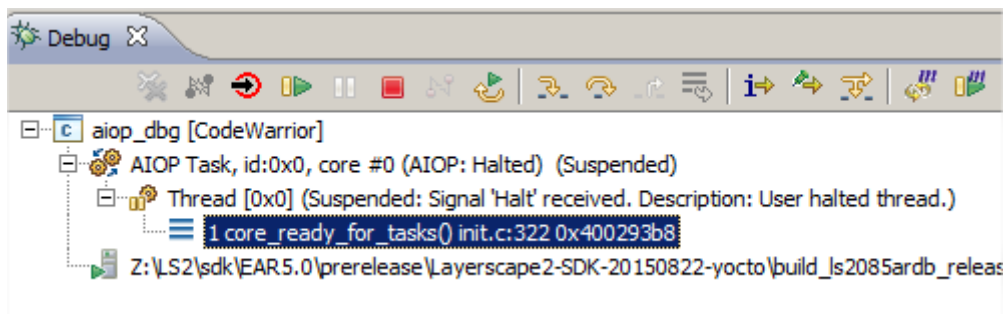 Debug
aiop_dbg [CodeWarrior]
AIOP Task, id:0x0, core #0 (AIOP: Halted) (Suspended)
Thread [0x0] (Suspended: Signal 'Halt' received. Description: User halted thread.)
1 core_ready_for_tasks() init.c:322 0x400293b8
Z:\LS2\sdk\EAR5.0\prerelease\Layerscape2-SDK-20150822-yocto\build_ls2085ardb_releas